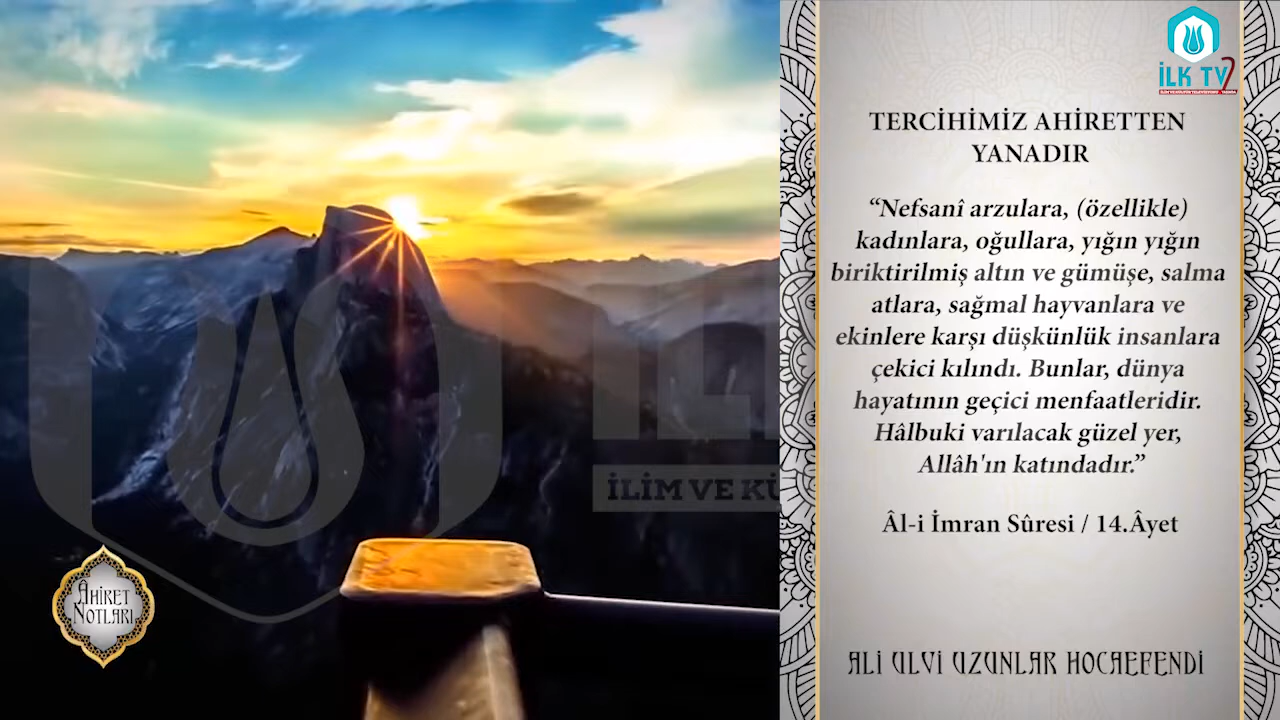 İLK TV2
TERCİHİMİZ AHİRETTEN
YANADIR
“Nefsanî arzulara, (özellikle)
kadınlara, oğullara, yığın yığın
biriktirilmiş altın ve gümüşe, salma
atlara, sağmal hayvanlara ve
ekinlere karşı düşkünlük insanlara
çekici kılındı. Bunlar, dünya
hayatının geçici menfaatleridir.
Hâlbuki varılacak güzel yer,
Allâh'ın katındadır.”
Âl-i İmran Sûresi / 14.Âyet
ALİ ULVİ UZUNLAR HOCAEFENDİ
İLİM VE KÜ
ÂHİRET
NOTLARI